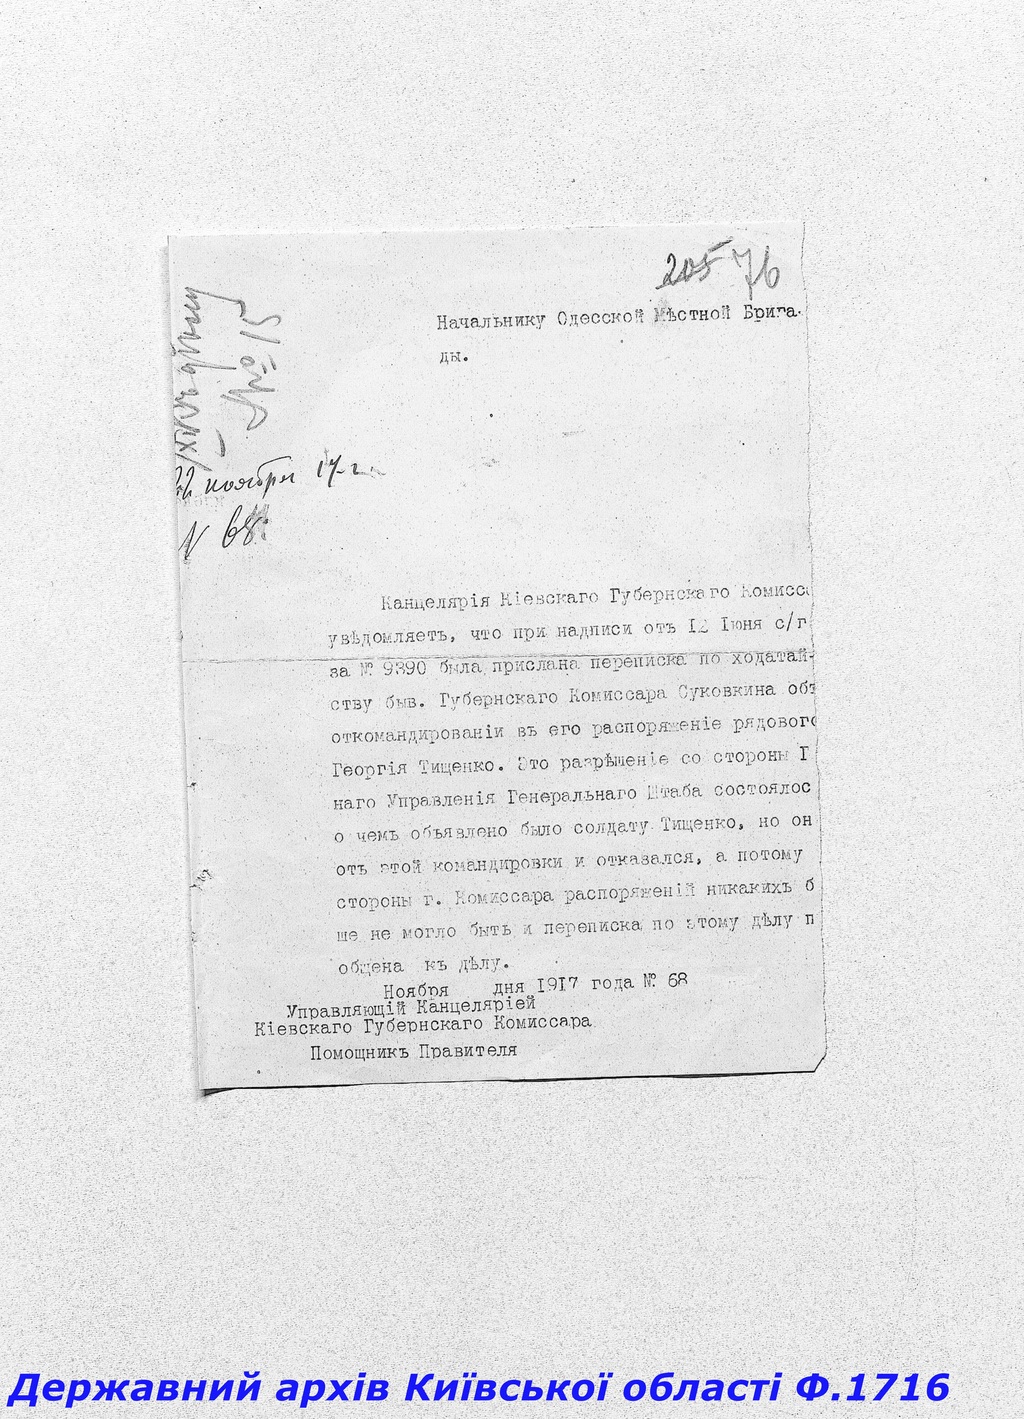 205 76
Начальнику Одесской Мѣстной Брига-
ды.
22 ноября 17 г.
N 68.
Канцелярія Кіевскаго Губернскаго Комисса
увѣдомляетъ, что при надписи отъ 12 Іюня с/г
за № 9390 была прислана переписка по ходатай-
ству быв. Губернскаго Комиссара Суковкина объ
откомандированіи въ его распоряженіе рядового
Георгія Тищенко. Это разрѣшеніе со стороны Г
наго Управленія Генеральнаго Штаба состоялос
о чемъ объявлено было солдату Тищенко, но он
отъ этой командировки и отказался, а потому
стороны г. Комиссара распоряженій никакихъ б
ше не могло быть и переписка по этому дѣлу п
общена къ дѣлу.
Ноября дня 1917 года № 68
Управляющій Канцеляріей
Кіевскаго Губернскаго Комиссара
Помощникъ Правителя
Державний архів Київської області Ф.1716